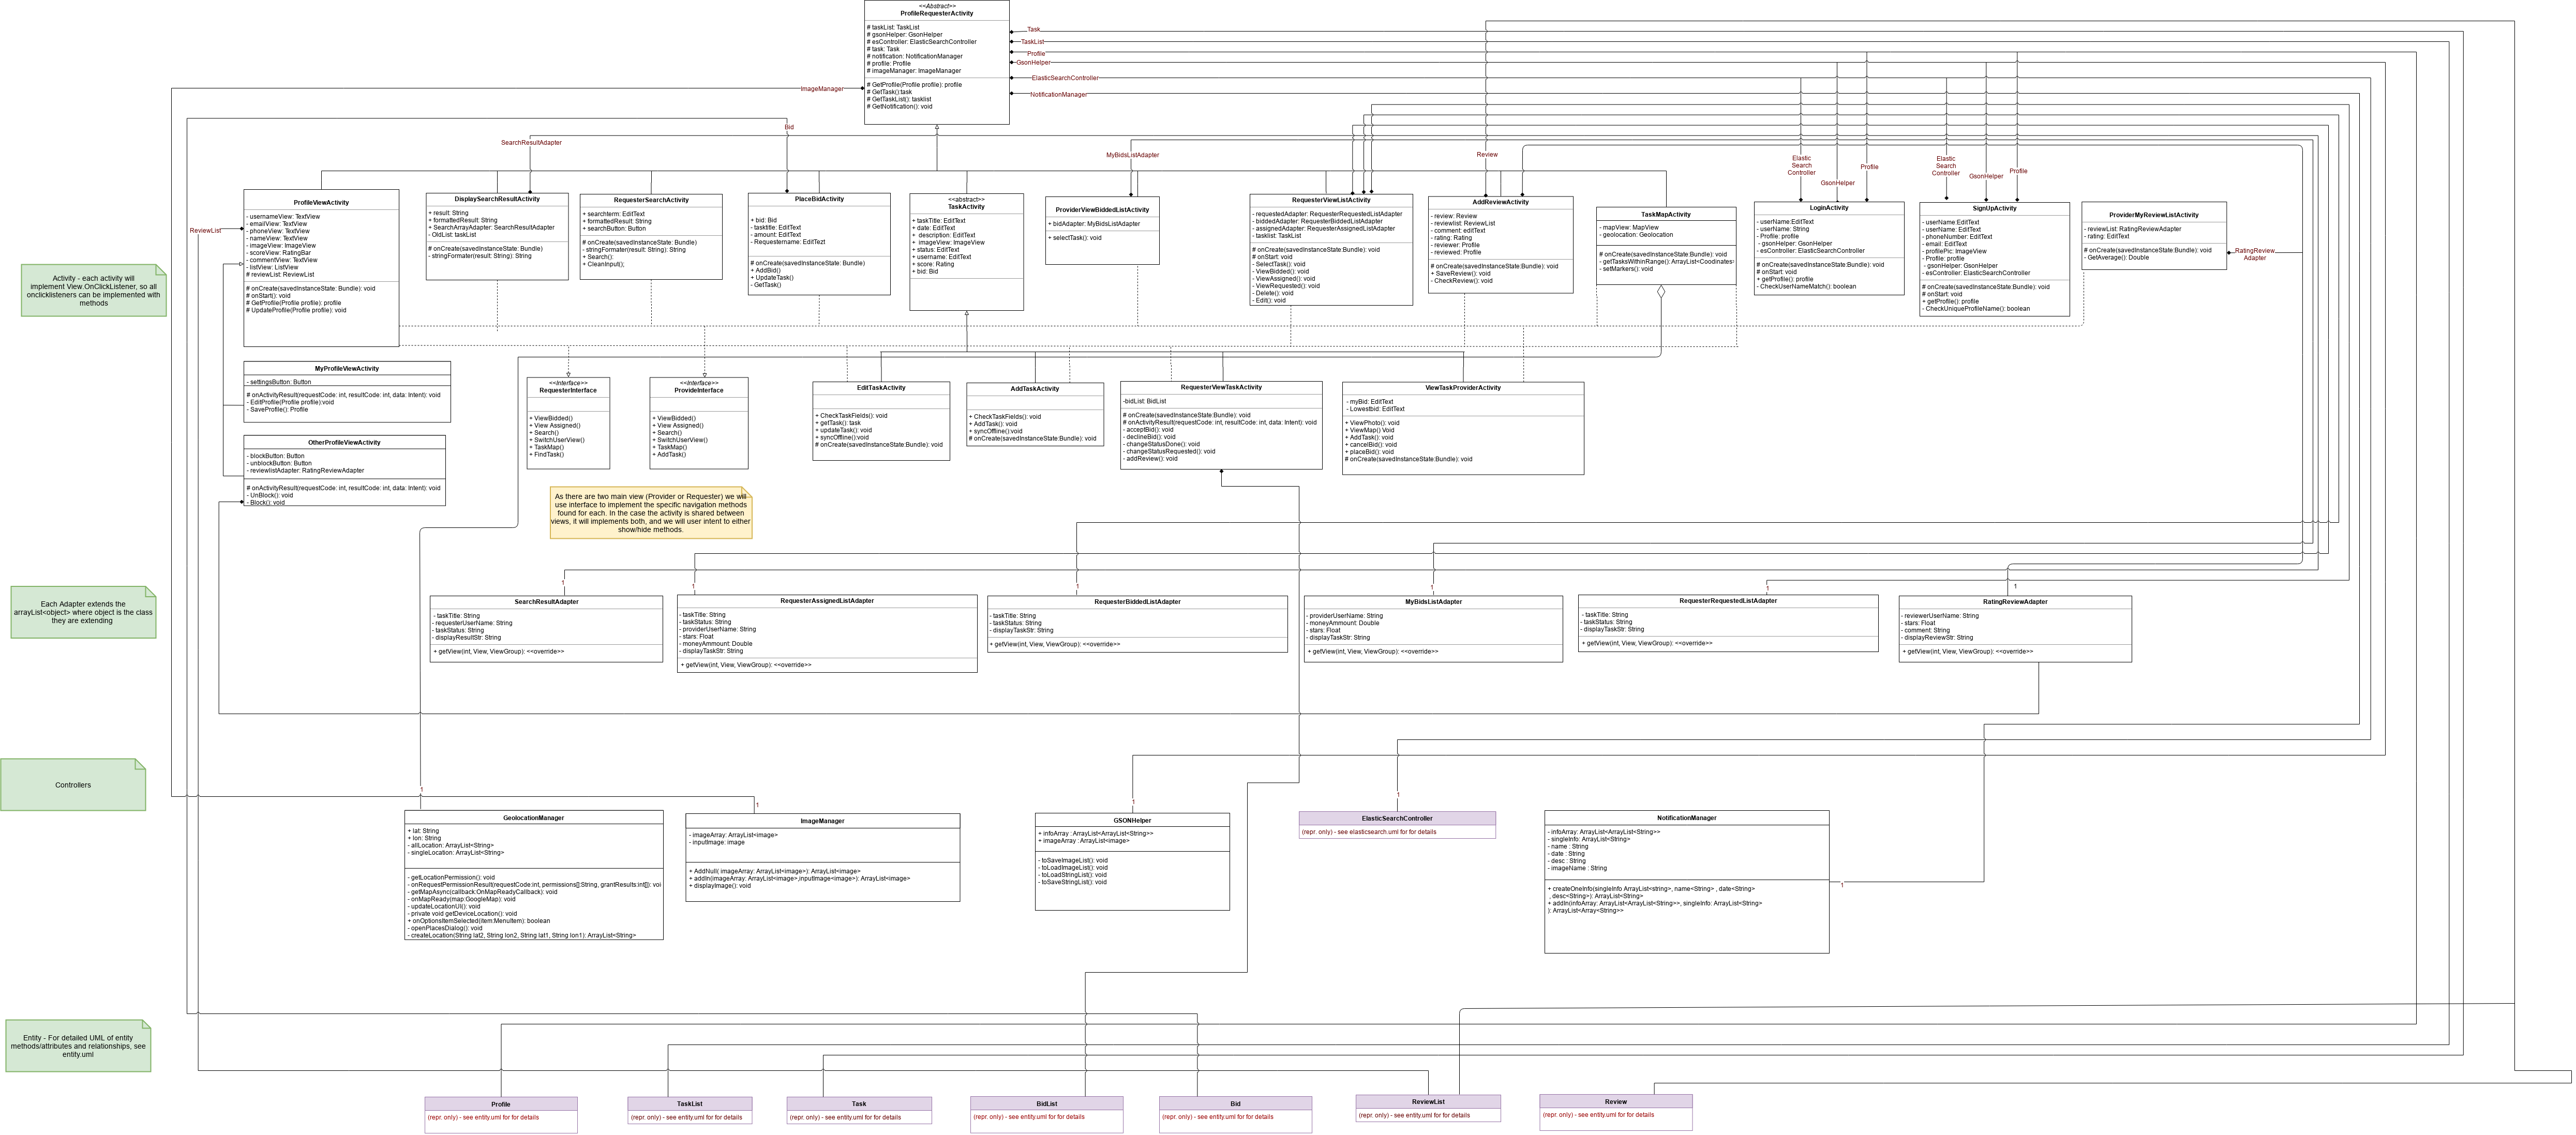 <<Abstract>>
ProfileRequesterActivity
# taskList: TaskList
# gsonHelper: GsonHelper
# esController: ElasticSearchController
# task: Task
# notification: NotificationManager
# profile: Profile
# imageManager: ImageManager
# GetProfile(Profile profile): profile
# GetTask():task
# GetTaskList(): tasklist
# GetNotification(): void
Task
TaskList
Profile
GsonHelper
ElasticSearchController
NotificationManager
ImageManager
Bid
SearchResultAdapter
MyBidsListAdapter
Review
Elastic
Search
Controller
GsonHelper
Profile
Elastic
Search
Controller
GsonHelper
Profile
ReviewList
RatingReview
Adapter
ProfileViewActivity
- usernameView: TextView
- emailView: TextView
- phoneView: TextView
- nameView: TextView
- imageView: ImageView
- scoreView: RatingBar
- commentView: TextView
- listView: ListView
# reviewList: ReviewList
# onCreate(savedInstanceState: Bundle): void
# onStart(): void
# GetProfile(Profile profile): profile
# UpdateProfile(Profile profile): void
DisplaySearchResultActivity
+ result: String
+ formattedResult: String
+ SearchArrayAdapter: SearchResultAdapter
- OldList: taskList
# onCreate(savedInstanceState: Bundle)
- stringFormater(result: String): String
RequesterSearchActivity
+ searchterm: EditText
+ formattedResult: String
+ searchButton: Button
# onCreate(savedInstanceState: Bundle)
- stringFormater(result: String): String
+ Search():
+ CleanInput();
PlaceBidActivity
+ bid: Bid
- tasktitle: EditText
- amount: EditText
- Requestername: EditTezt
# onCreate(savedInstanceState: Bundle)
+ AddBid()
+ UpdateTask()
- GetTask()
<<abstract>>
TaskActivity
+ taskTitle: EditText
+ date: EditText
+ description: EditText
+ imageView: ImageView
+ status: EditText
+ username: EditText
+ score: Rating
+ bid: Bid
ProviderViewBiddedListActivity
+ bidAdapter: MyBidsListAdapter
+ selectTask(): void
RequesterViewListActivity
- requestedAdapter: RequesterRequestedListAdapter
- biddedAdapter: RequesterBiddedListAdapter
- assignedAdapter: RequesterAssignedListAdapter
- tasklist: TaskList
# onCreate(savedInstanceState:Bundle): void
# onStart(): void
- SelectTask(): void
- ViewBidded(): void
- ViewAssigned(): void
- ViewRequested(): void
- Delete(): void
- Edit(): void
AddReviewActivity
- review: Review
- reviewlist: ReviewList
- comment: editText
- rating: Rating
- reviewer: Profile
- reviewed: Profile
# onCreate(savedInstanceState:Bundle): void
+ SaveReview(): void
- CheckReview(): void
TaskMapActivity
- mapView: MapView
- geolocation: Geolocation
# onCreate(savedInstanceState:Bundle): void
- getTasksWithinRange(): ArrayList<Coodinates
- setMarkers(): void
LoginActivity
- userName:EditText
- userName: String
- Profile: profile
- gsonHelper: GsonHelper
- esController: ElasticSearchController
# onCreate(savedInstanceState:Bundle): void
# onStart(): void
+ getProfile(): profile
- CheckUserNameMatch(): boolean
SignUpActivity
- userName:EditText
- userName: EditText
- phoneNumber: EditText
- email: EditText
- profilePic: ImageView
- Profile: profile
- gsonHelper: GsonHelper
- esController: ElasticSearchController
# onCreate(savedInstanceState:Bundle): void
# onStart(): void
+ getProfile(): profile
- CheckUniqueProfileName(): boolean
ProviderMyReviewListActivity
- reviewList: RatingReviewAdapter
- rating: EditText
# onCreate(savedInstanceState:Bundle): void
- GetAverage(): Double
Activity - each activity will
implement View.OnClickListener, so all
onclicklisteners can be implemented with
methods
MyProfileViewActivity
- settingsButton: Button
# onActivityResult(requestCode: int, resultCode: int, data: Intent): void
- EditProfile(Profile profile):void
- SaveProfile(): Profile
OtherProfileViewActivity
- blockButton: Button
- unblockButton: Button
- reviewlistAdapter: RatingReviewAdapter
# onActivityResult(requestCode: int, resultCode: int, data: Intent): void
- UnBlock(): void
- Block(): void
<<Interface>>
RequesterInterface
+ ViewBidded()
+ View Assigned()
+ Search()
+ SwitchUserView()
+ TaskMap()
+ FindTask()
<<Interface>>
ProvideInterface
+ ViewBidded()
+ View Assigned()
+ Search()
+ SwitchUserView()
+ TaskMap()
+ AddTask()
EditTaskActivity
+ CheckTaskFields(): void
+ getTask(): task
+ updateTask(): void
+ syncOffline():void
# onCreate(savedInstanceState:Bundle): void
AddTaskActivity
+ CheckTaskFields(): void
+ AddTask(): void
+ syncOffline(): void
# onCreate(savedInstanceState:Bundle): void
RequesterViewTaskActivity
-bidList: BidList
# onCreate(savedInstanceState:Bundle): void
# onActivityResult(requestCode: int, resultCode: int, data: Intent): void
- acceptBid(): void
- declineBid(): void
- changeStatusDone(): void
- changeStatusRequested(): void
- addReview(): void
ViewTaskProviderActivity
- myBid: EditText
- Lowestbid: EditText
+ ViewPhoto(): void
+ ViewMap() Void
+ AddTask(): void
+ cancelBid(): void
+ placeBid(): void
# onCreate(savedInstanceState:Bundle): void
As there are two main view (Provider or Requester) we will
use interface to implement the specific navigation methods
found for each. In the case the activity is shared between
views, it will implements both, and we will user intent to either
show/hide methods.
Each Adapter extends the
arrayList<object> where object is the class
they are extending
1
1
1
1
1
1
SearchResultAdapter
- taskTitle: String
- requesterUserName: String
- taskStatus: String
- displayResultStr: String
+ getView(int, View, ViewGroup): <<override>>
RequesterAssignedListAdapter
- taskTitle: String
- taskStatus: String
- providerUserName: String
- stars: Float
- moneyAmmount: Double
- displayTaskStr: String
+ getView(int, View, ViewGroup): <<override>>
RequesterBiddedListAdapter
- taskTitle: String
- taskStatus: String
- displayTaskStr: String
+ getView(int, View, ViewGroup): <<override>>
MyBidsListAdapter
- providerUserName: String
- moneyAmmount: Double
- stars: Float
- displayTaskStr: String
+ getView(int, View, ViewGroup): <<override>>
RequesterRequestedListAdapter
- taskTitle: String
- taskStatus: String
- displayTaskStr: String
+ getView(int, View, ViewGroup): <<override>>
RatingReviewAdapter
- reviewerUserName: String
- stars: Float
- comment: String
- displayReviewStr: String
+ getView(int, View, ViewGroup): <<override>>
Controllers
1
1
1
1
1
GeolocationManager
+ lat: String
+ lon: String
- allLocation: ArrayList<String>
- singleLocation: ArrayList<String>
- getLocationPermission(): void
- onRequestPermissionResult(requestCode:int, permissions[]:String, grantResults:int[]): voi
- getMapAsync(callback:OnMapReadyCallback): void
- onMapReady(map:GoogleMap): void
- updateLocationUI(): void
- private void getDeviceLocation(): void
+ onOptionsItemSelected(item:MenuItem): boolean
- openPlacesDialog(): void
- createLocation(String lat2, String lon2, String lat1, String lon1): ArrayList<String>
ImageManager
- imageArray: ArrayList<image>
- inputImage: image
+ AddNull( imageArray: ArrayList<image>): ArrayList<image>
+ addIn(imageArray: ArrayList<image>,inputImage<image>): ArrayList<image>
+ displayImage(): void
GSONHelper
+ infoArray : ArrayList<ArrayList<String>>
+ imageArray : ArrayList<image>
- toSaveImageList(): void
- toLoadImageList(): void
- toLoadStringList(): void
- toSaveStringList(): void
ElasticSearchController
(repr. only) - see elasticsearch.uml for for details
NotificationManager
- infoArray: ArrayList<ArrayList<String>>
- singleInfo: ArrayList<String>
- name : String
- date : String
- desc : String
- imageName : String
+ createOneInfo(singleInfo ArrayList<string>, name<String> , date<String>
, desc<String>): ArrayList<String>
+ addIn(infoArray: ArrayList<ArrayList<String>>, singleInfo: ArrayList<String>
): ArrayList<Array<String>>
Entity - For detailed UML of entity
methods/attributes and relationships, see
entity.uml
Profile
(repr. only) - see entity.uml for for details
TaskList
(repr. only) - see entity.uml for for details
Task
(repr. only) - see entity.uml for for details
BidList
(repr. only) - see entity.uml for for details
Bid
(repr. only) - see entity.uml for for details
ReviewList
(repr. only) - see entity.uml for for details
Review
(repr. only) - see entity.uml for for details